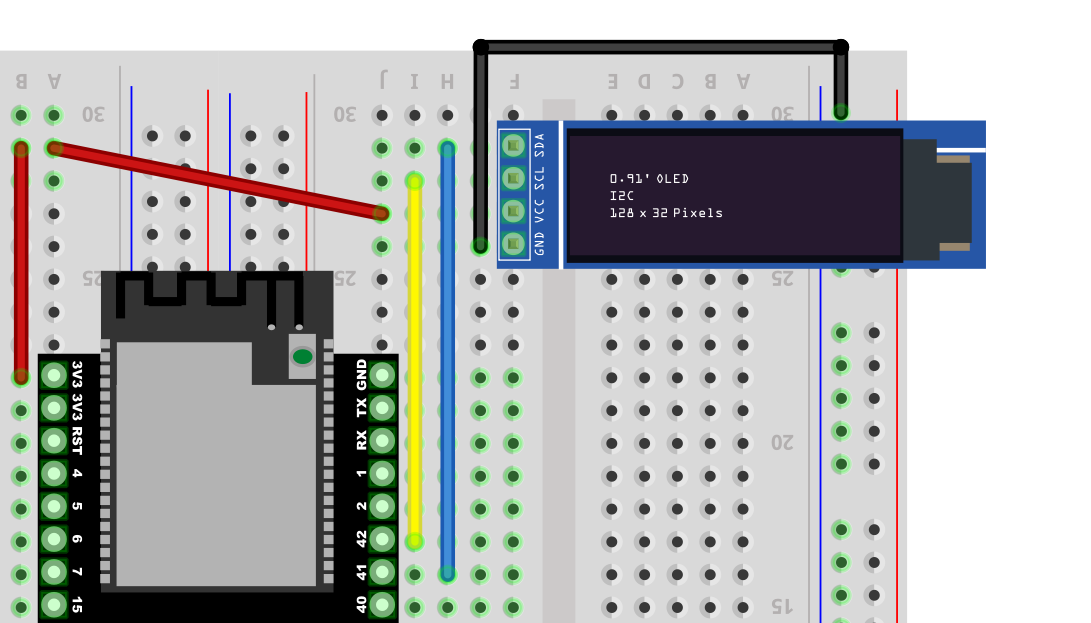 B A J I H F E D C B A
30 30 30
SDA
SCL
VCC
GND
0.91' OLED
I2C
128 x 32 Pixels
25 25 25
3V3 GND
3V3 TX
RST RX
4 1
5 2
6 42
7 41
15 40
20
15